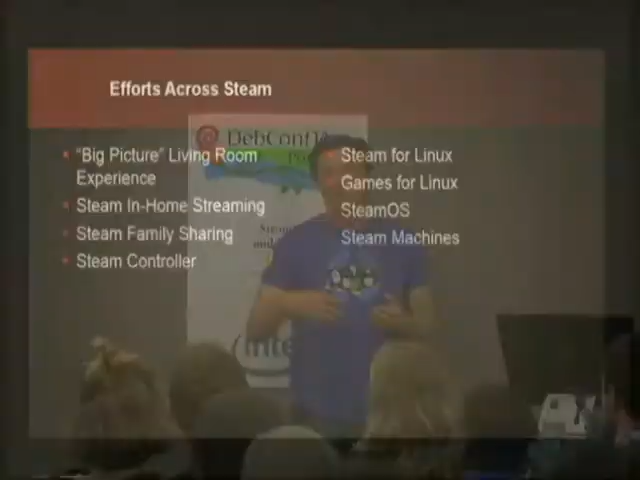 Efforts Across Steam
"Big Picture" Living Room
Experience
Steam In-Home Streaming
Steam Family Sharing
Steam Controller
Steam for Linux
Games for Linux
SteamOS
Steam Machines
DebConf